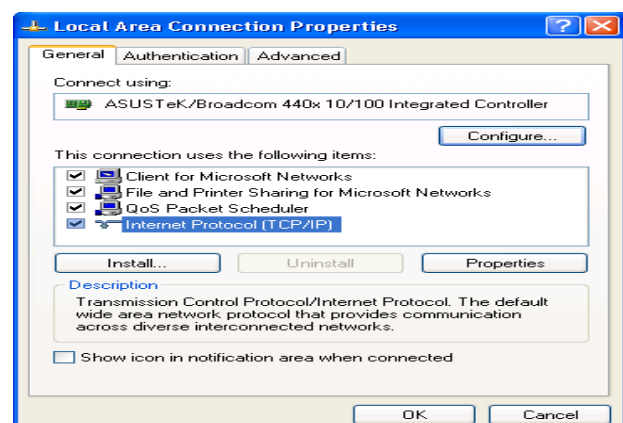 Local Area Connection Properties
General Authentication Advanced
Connect using:
ASUSTeK/Broadcom 440x 10/100 Integrated Controller
Configure...
This connection uses the following items:
Client for Microsoft Networks
File and Printer Sharing for Microsoft Networks
QoS Packet Scheduler
Internet Protocol (TCP/IP)
Install... Uninstall Properties
Description
Transmission Control Protocol/Internet Protocol. The default
wide area network protocol that provides communication
across diverse interconnected networks.
Show icon in notification area when connected
OK Cancel